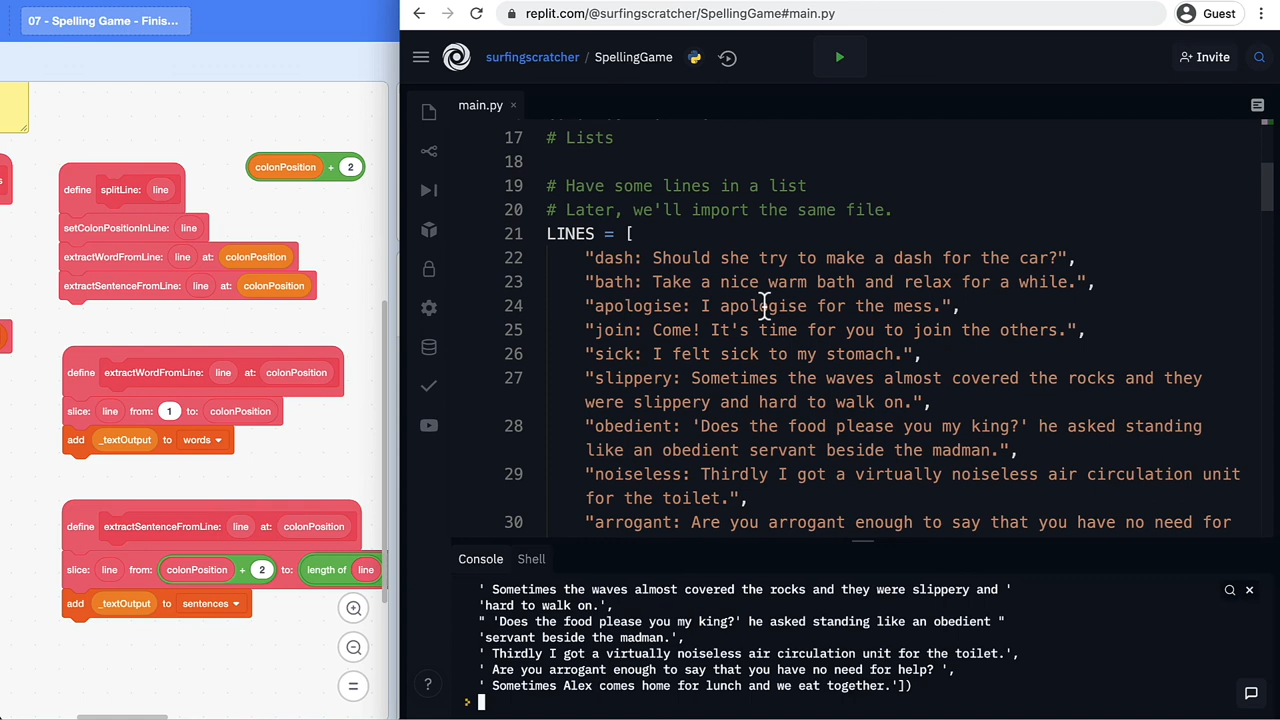 07 - Spelling Game - Finis...
define splitLine: line
colonPosition + 2
setColonPositionInLine: line
extractWordFromLine: line at: colonPosition
extractSentenceFromLine: line at: colonPosition
define extractWordFromLine: line at: colonPosition
slice: line from: 1 to: colonPosition
add _textOutput to words
define extractSentenceFromLine: line at: colonPosition
slice: line from: colonPosition + 2 to: length of line
add _textOutput to sentences
replit.com/@surfingscratcher/SpellingGame#main.py
Guest
surfingscratcher / SpellingGame
Invite
main.py ×
17 # Lists
18
19 # Have some lines in a list
20 # Later, we'll import the same file.
21 LINES = [
22 "dash: Should she try to make a dash for the car?",
23 "bath: Take a nice warm bath and relax for a while.",
24 "apologise: I apologise for the mess.",
25 "join: Come! It's time for you to join the others.",
26 "sick: I felt sick to my stomach.",
27 "slippery: Sometimes the waves almost covered the rocks and they
were slippery and hard to walk on.",
28 "obedient: 'Does the food please you my king?' he asked standing
like an obedient servant beside the madman.",
29 "noiseless: Thirdly I got a virtually noiseless air circulation unit
for the toilet.",
30 "arrogant: Are you arrogant enough to say that you have no need for
Console Shell
' Sometimes the waves almost covered the rocks and they were slippery and '
'hard to walk on.',
" 'Does the food please you my king?' he asked standing like an obedient "
'servant beside the madman.',
' Thirdly I got a virtually noiseless air circulation unit for the toilet.',
' Are you arrogant enough to say that you have no need for help? ',
' Sometimes Alex comes home for lunch and we eat together.'])
?